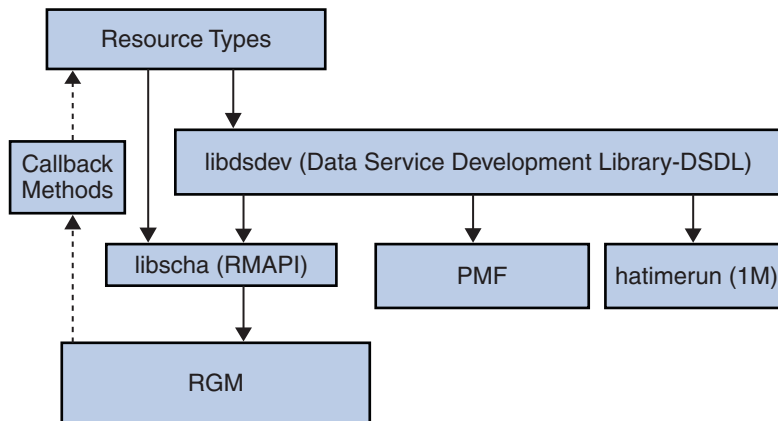 Resource Types
Callback
Methods
libdsdev (Data Service Development Library-DSDL)
libscha (RMAPI)
PMF
hatimerun (1M)
RGM